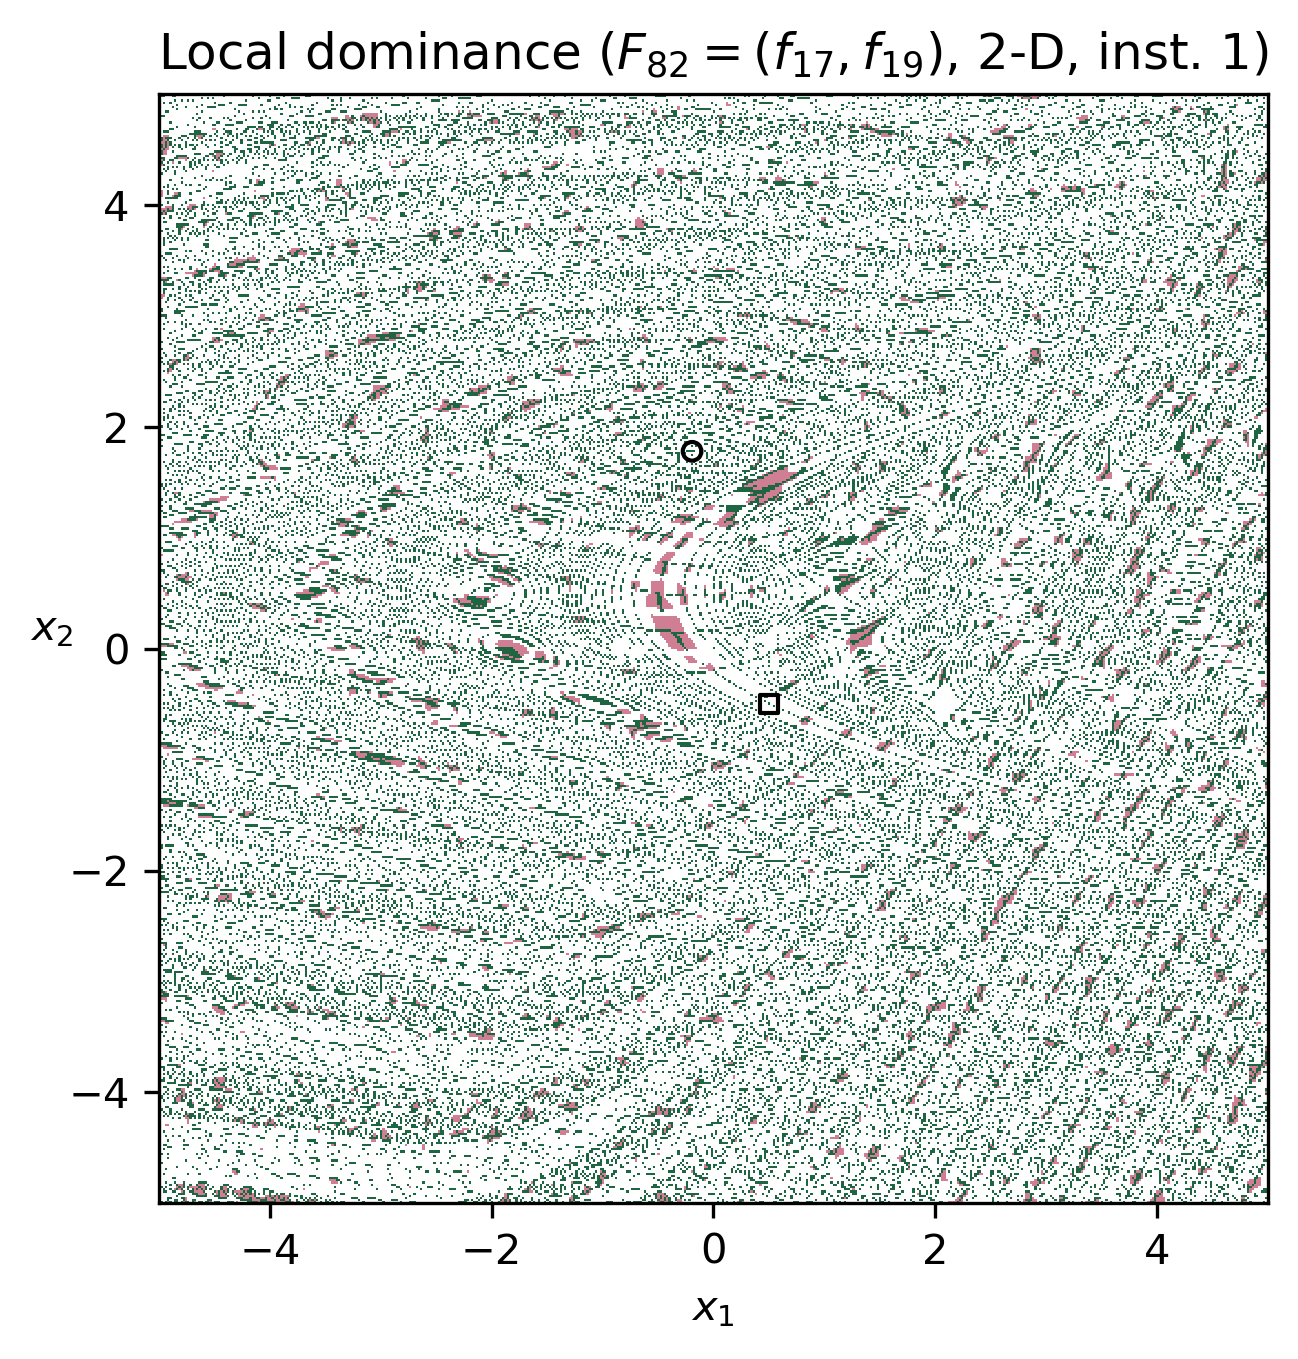 Local dominance (F₈₂ = (f₁₇, f₁₉), 2-D, inst. 1)
4
2
x₂ 0
−2
−4
−4 −2 0 2 4
x₁